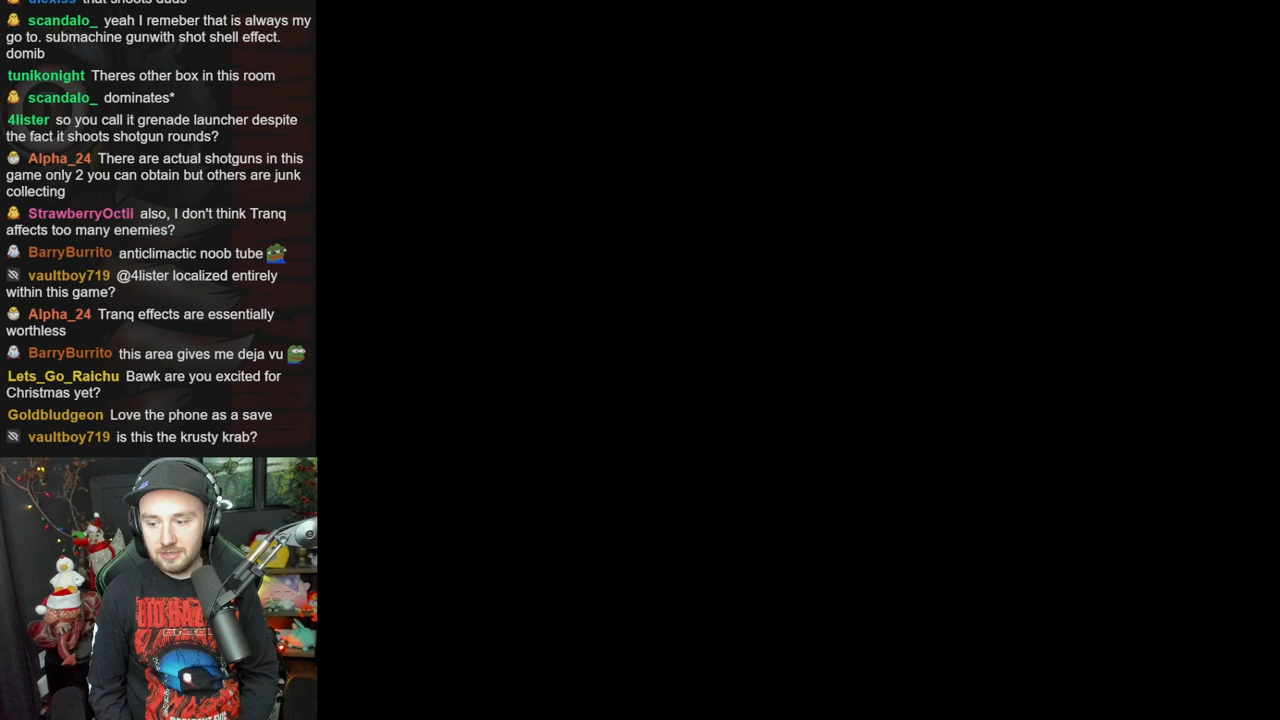 that shoots duds
scandalo_ yeah I remeber that is always my
go to. submachine gunwith shot shell effect.
domib
tunikonight Theres other box in this room
scandalo_ dominates*
4lister so you call it grenade launcher despite
the fact it shoots shotgun rounds?
Alpha_24 There are actual shotguns in this
game only 2 you can obtain but others are junk
collecting
StrawberryOctii also, I don't think Tranq
affects too many enemies?
BarryBurrito anticlimactic noob tube
vaultboy719 @4lister localized entirely
within this game?
Alpha_24 Tranq effects are essentially
worthless
BarryBurrito this area gives me deja vu
Lets_Go_Raichu Bawk are you excited for
Christmas yet?
Goldbludgeon Love the phone as a save
vaultboy719 is this the krusty krab?